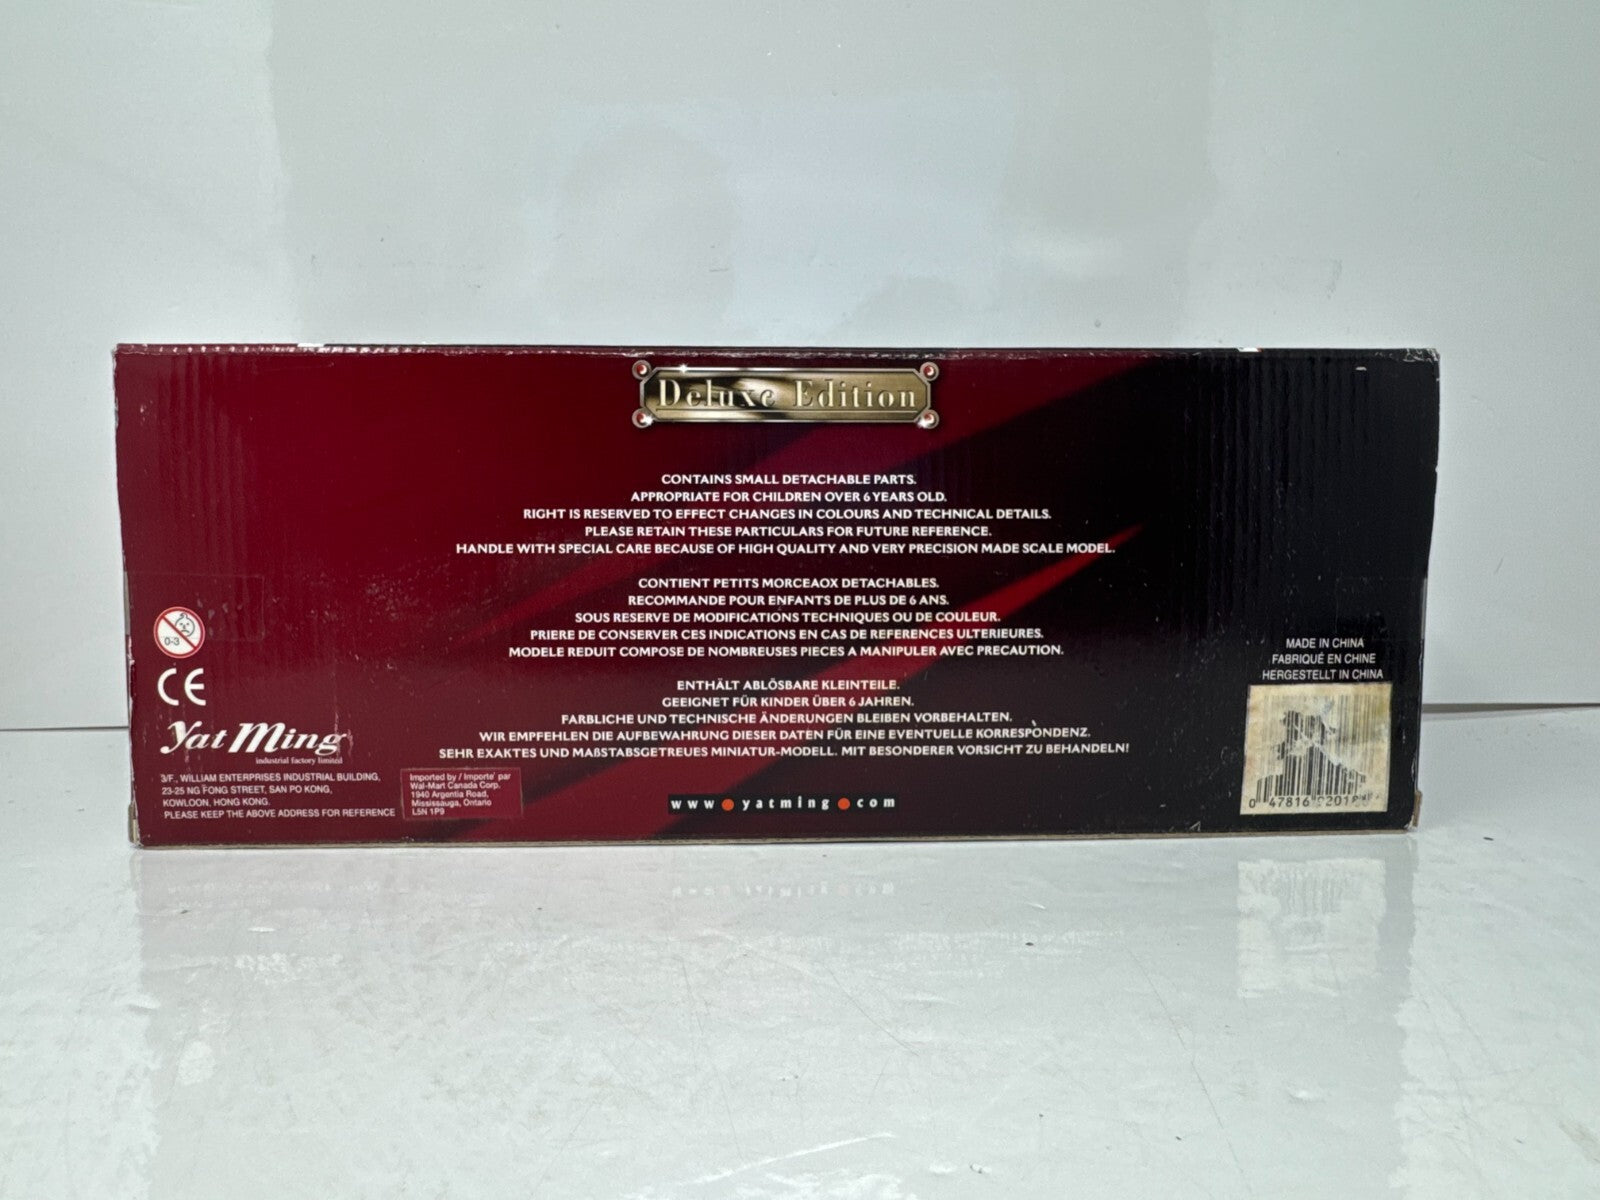 Deluxe Edition
CONTAINS SMALL DETACHABLE PARTS.
APPROPRIATE FOR CHILDREN OVER 6 YEARS OLD.
RIGHT IS RESERVED TO EFFECT CHANGES IN COLOURS AND TECHNICAL DETAILS.
PLEASE RETAIN THESE PARTICULARS FOR FUTURE REFERENCE.
HANDLE WITH SPECIAL CARE BECAUSE OF HIGH QUALITY AND VERY PRECISION MADE SCALE MODEL.
CONTIENT PETITS MORCEAOX DETACHABLES.
RECOMMANDE POUR ENFANTS DE PLUS DE 6 ANS.
SOUS RESERVE DE MODIFICATIONS TECHNIQUES OU DE COULEUR.
PRIERE DE CONSERVER CES INDICATIONS EN CAS DE REFERENCES ULTERIEURES.
MODELE REDUIT COMPOSE DE NOMBREUSES PIECES A MANIPULER AVEC PRECAUTION.
ENTHÄLT ABLÖSBARE KLEINTEILE.
GEEIGNET FÜR KINDER ÜBER 6 JAHREN.
FARBLICHE UND TECHNISCHE ÄNDERUNGEN BLEIBEN VORBEHALTEN.
WIR EMPFEHLEN DIE AUFBEWAHRUNG DIESER DATEN FÜR EINE EVENTUELLE KORRESPONDENZ.
SEHR EXAKTES UND MAßSTABSGETREUES MINIATUR-MODELL. MIT BESONDERER VORSICHT ZU BEHANDELN!
www.yatming.com
0-3
CE
Yat Ming
industrial factory limited
3/F., WILLIAM ENTERPRISES INDUSTRIAL BUILDING,
23-25 NG FONG STREET, SAN PO KONG,
KOWLOON, HONG KONG.
PLEASE KEEP THE ABOVE ADDRESS FOR REFERENCE
Imported by / Importe' par
Wal-Mart Canada Corp.
1940 Argentia Road,
Mississauga, Ontario
L5N 1P9
MADE IN CHINA
FABRIQUÉ EN CHINE
HERGESTELLT IN CHINA
0 47816